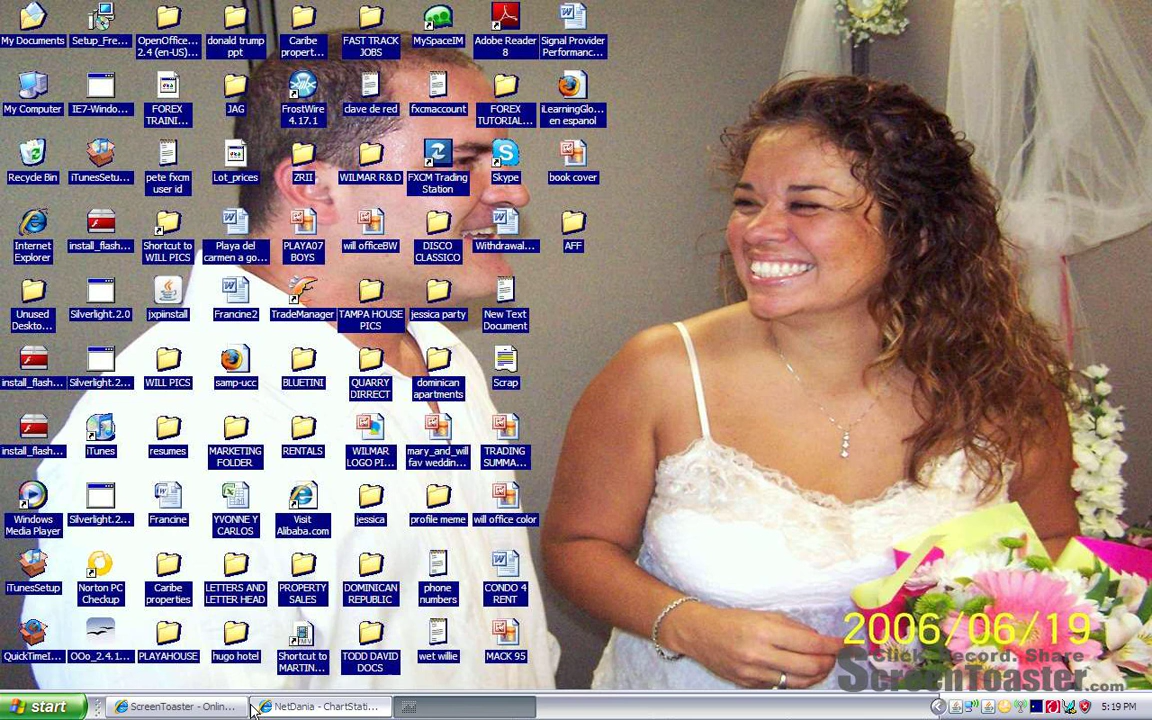 My Documents
Setup_Fre...
OpenOffice...
2.4 (en-US)...
donald trump
ppt
Caribe
propert...
FAST TRACK
JOBS
MySpaceIM
Adobe Reader
8
Signal Provider
Performanc...
My Computer
IE7-Windo...
FOREX
TRAINI...
JAG
FrostWire
4.17.1
clave de red
fxcmaccount
FOREX
TUTORIAL...
iLearningGlo...
en espanol
Recycle Bin
iTunesSetu...
pete fxcm
user id
Lot_prices
ZRII
WILMAR R& D
FXCM Trading
Station
Skype
book cover
Internet
Explorer
install_flash...
Shortcut to
WILL PICS
Playa del
carmen a go...
PLAYA07
BOYS
will officeBW
DISCO
CLASSICO
Withdrawal...
AFF
Unused
Deskto...
Silverlight.2.0
jxpiinstall
Francine2
TradeManager
TAMPA HOUSE
PICS
jessica party
New Text
Document
install_flash...
Silverlight.2...
WILL PICS
samp-ucc
BLUETINI
QUARRY
DIRRECT
dominican
apartments
Scrap
install_flash...
iTunes
resumes
MARKETING
FOLDER
RENTALS
WILMAR
LOGO PI...
mary_and_will
fav weddin...
TRADING
SUMMA...
Windows
Media Player
Silverlight.2...
Francine
YVONNE Y
CARLOS
Visit
Alibaba.com
jessica
profile meme
will office color
iTunesSetup
Norton PC
Checkup
Caribe
properties
LETTERS AND
LETTER HEAD
PROPERTY
SALES
DOMINICAN
REPUBLIC
phone
numbers
CONDO 4
RENT
QuickTimeI...
OOo_2.4.1...
PLAYAHOUSE
hugo hotel
Shortcut to
MARTIN...
TODD DAVID
DOCS
wet willie
MACK 95
2006/06/19
Click. Record. Share
ScreenToaster.com
start
ScreenToaster - Onlin...
NetDania - ChartStati...
5:19 PM